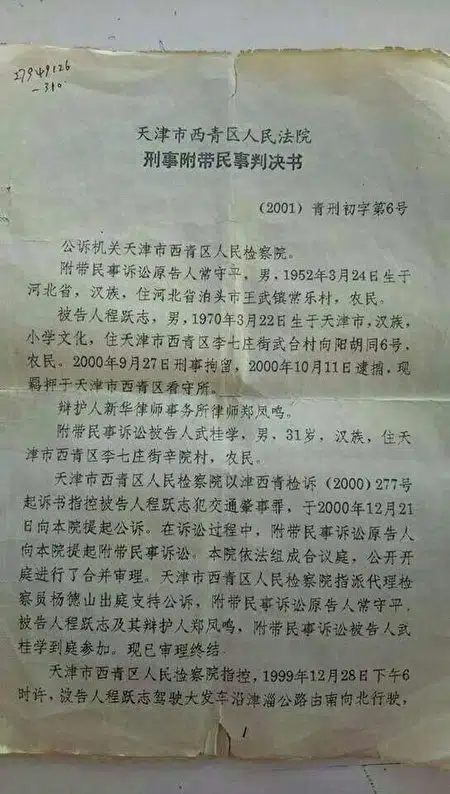 27949126
-310
天津市西青区人民法院
刑事附带民事判决书
(2001)青刑初字第6号
公诉机关天津市西青区人民检察院。
附带民事诉讼原告人常守平,男,1952年3月24日生于
河北省,汉族,住河北省泊头市王武镇常乐村,农民。
被告人程跃志,男,1970年3月22日生于天津市,汉族,
小学文化,住天津市西青区李七庄街武台村向阳胡同6号,
农民。2000年9月27日刑事拘留,2000年10月11日逮捕,现
羁押于天津市西青区看守所。
辩护人新华律师事务所律师郑凤鸣。
附带民事诉讼被告人武桂学,男,31岁,汉族,住天
津市西青区李七庄街辛院村,农民。
天津市西青区人民检察院以津西青检诉(2000)277号
起诉书指控被告人程跃志犯交通肇事罪,于2000年12月21
日向本院提起公诉。在诉讼过程中,附带民事诉讼原告人
向本院提起附带民事诉讼。本院依法组成合议庭,公开开
庭进行了合并审理。天津市西青区人民检察院指派代理检
察员杨德山出庭支持公诉,附带民事诉讼原告人常守平,
被告人程跃志及其辩护人郑凤鸣,附带民事诉讼被告人武
桂学到庭参加。现已审理终结。
天津市西青区人民检察院指控,1999年12月28日下午6
时许,被告人程跃志驾驶大发车沿津淄公路由南向北行驶,
1